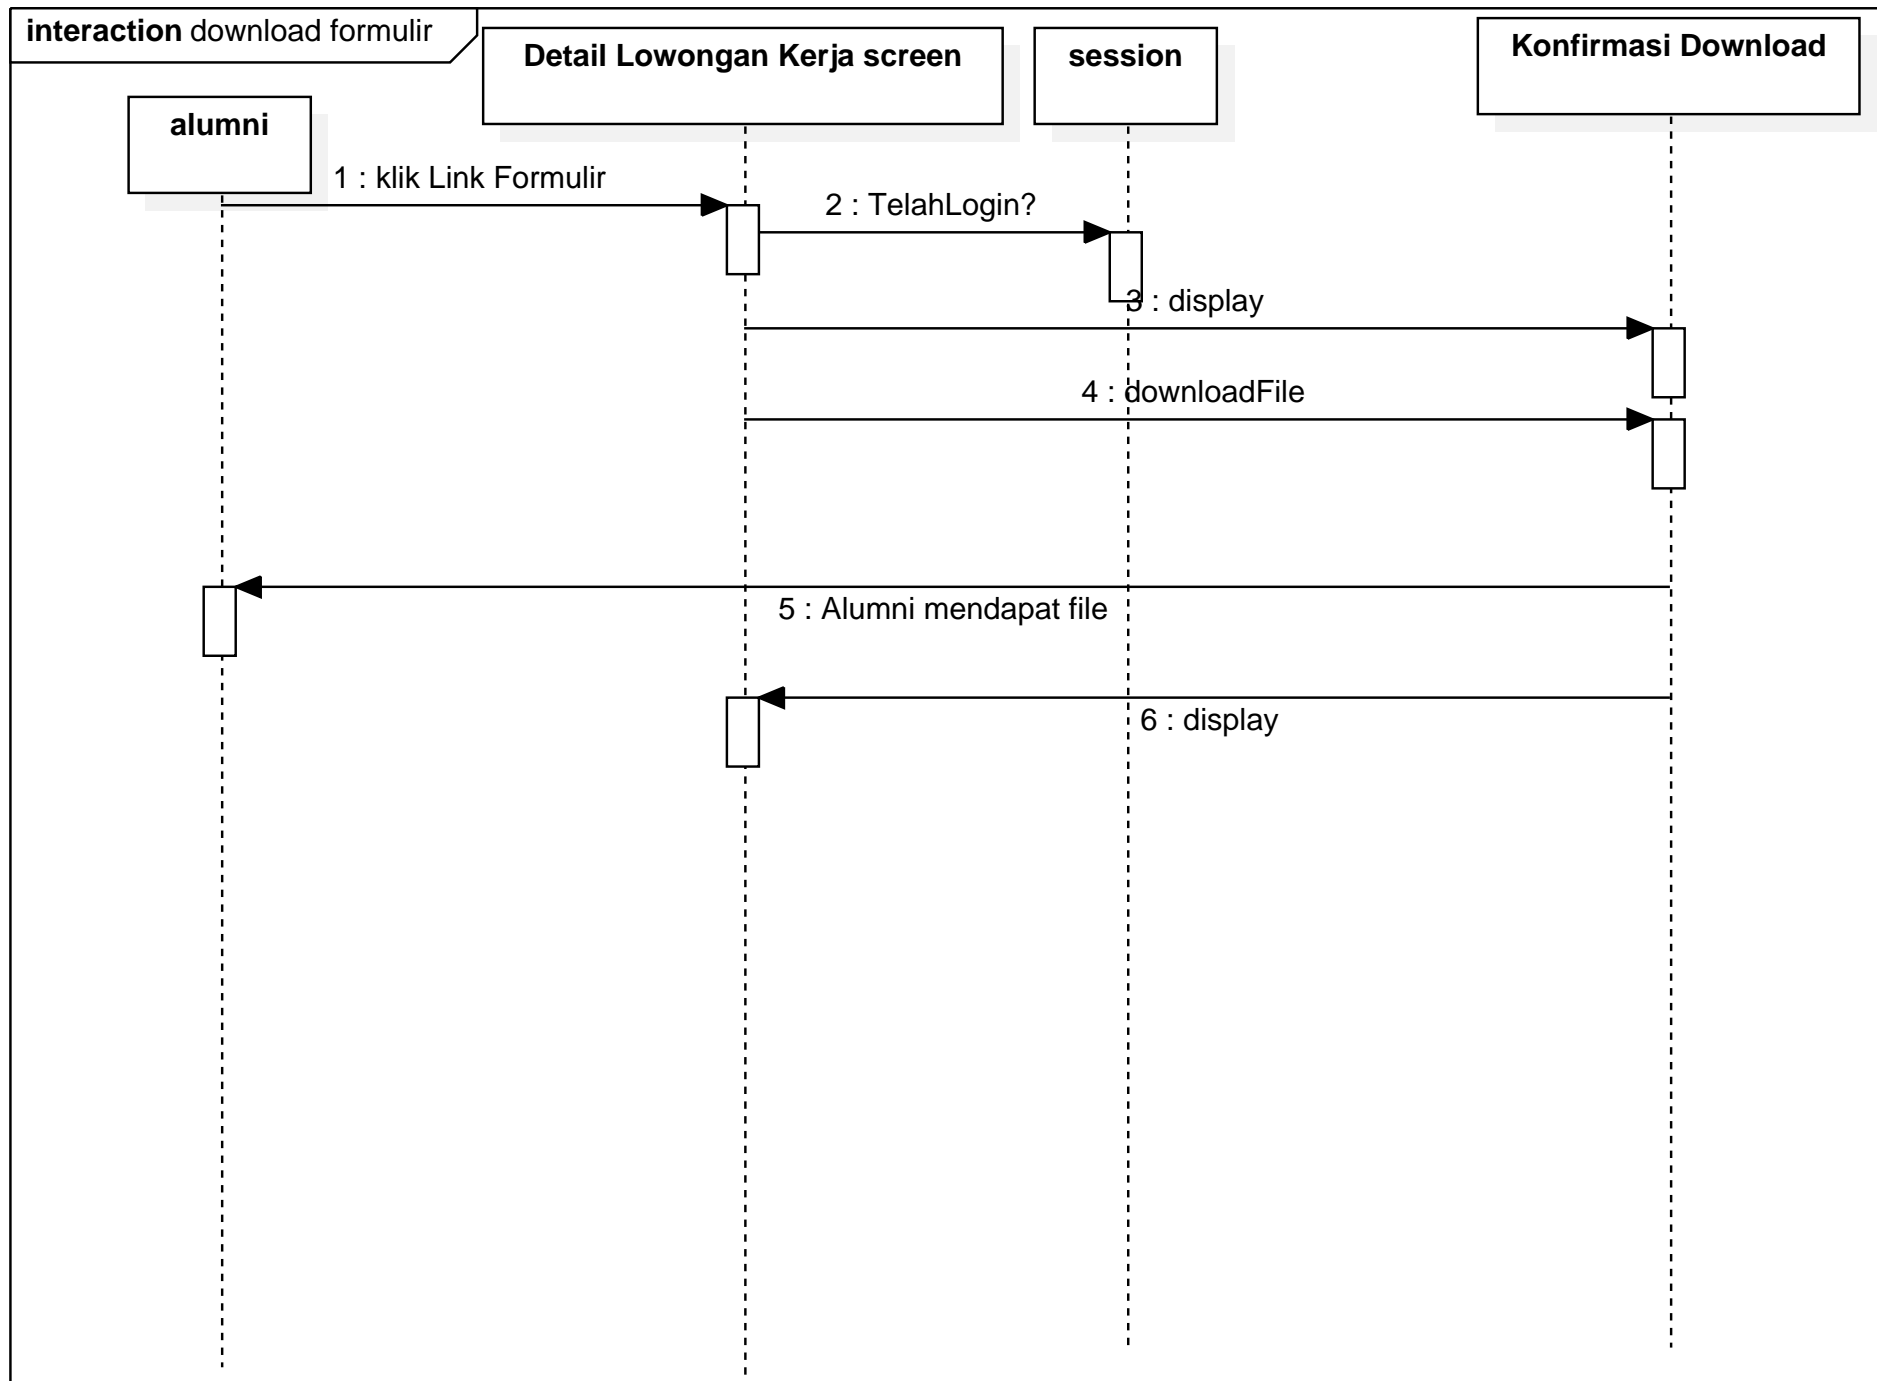 interaction download formulir
Detail Lowongan Kerja screen
session
Konfirmasi Download
alumni
1 : klik Link Formulir
2 : TelahLogin?
3 : display
4 : downloadFile
5 : Alumni mendapat file
6 : display